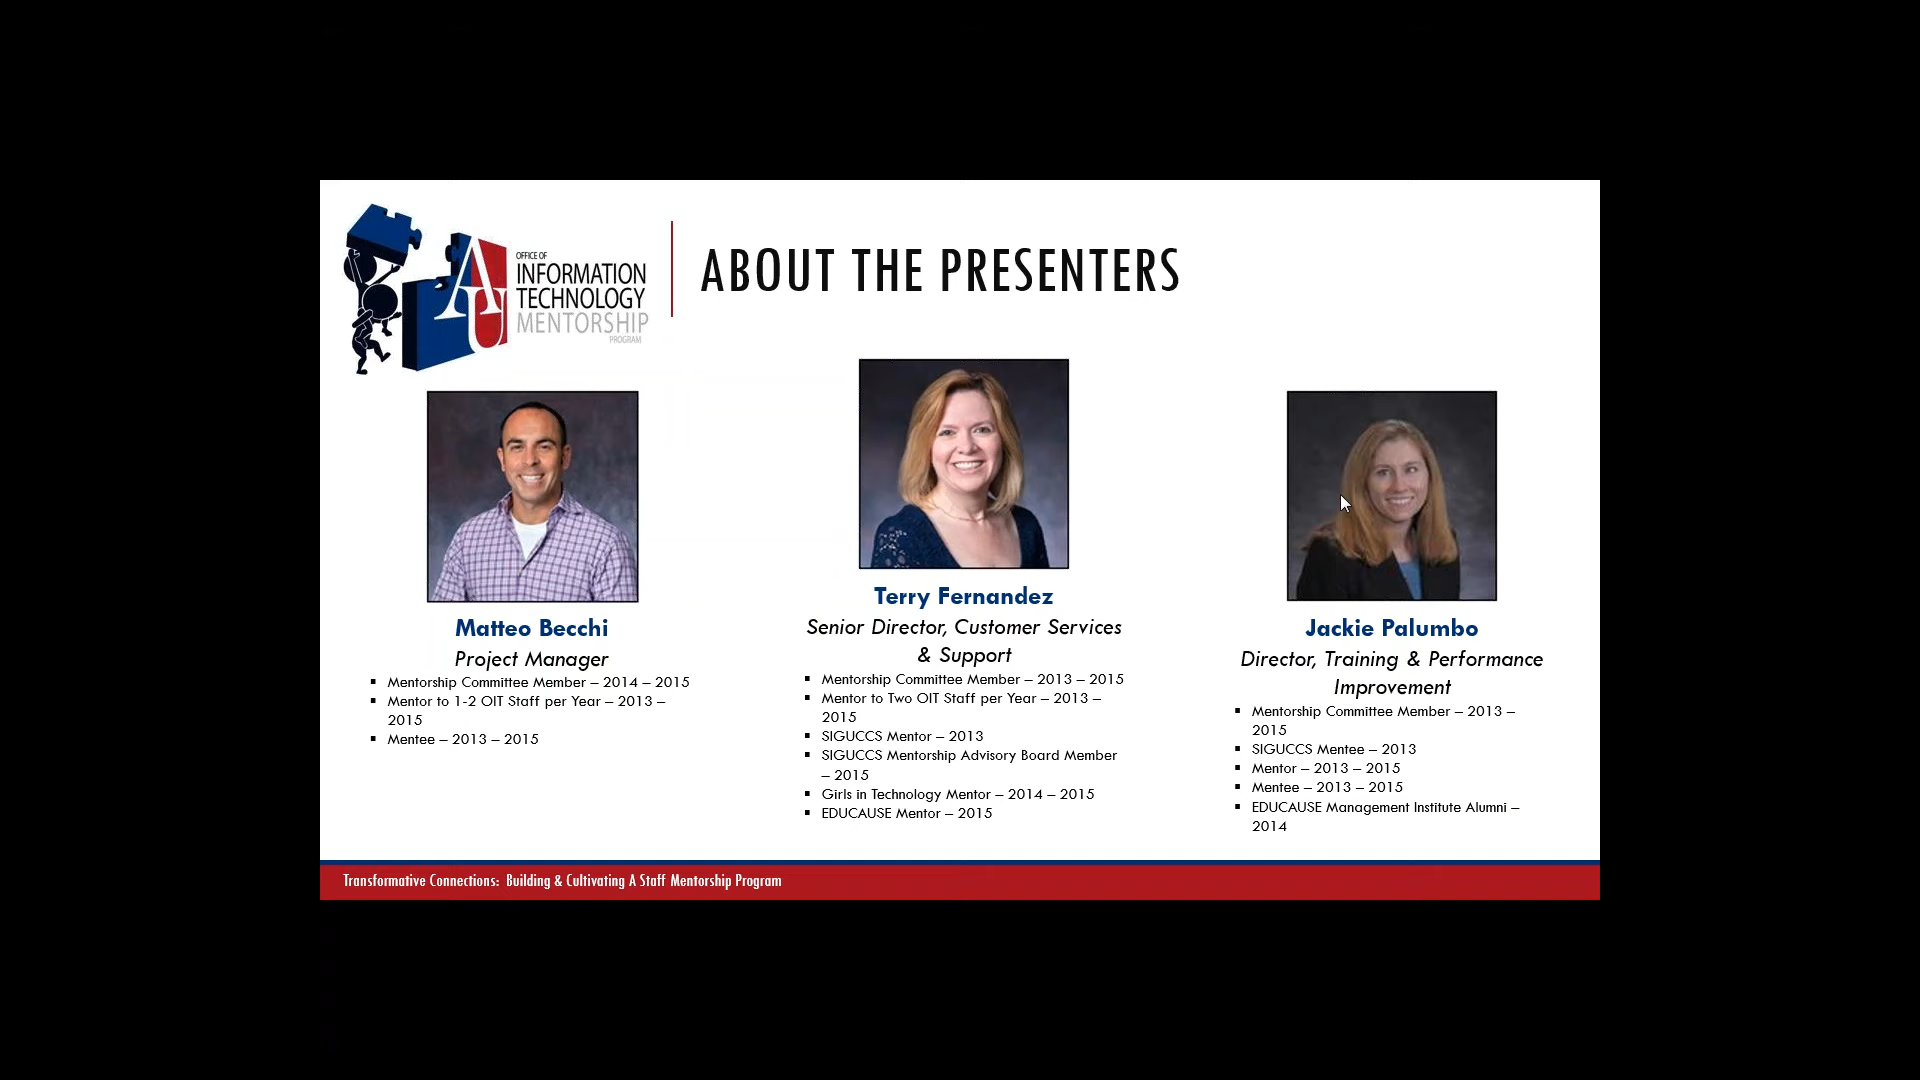 AU
OFFICE OF
INFORMATION
TECHNOLOGY
MENTORSHIP
PROGRAM
ABOUT THE PRESENTERS
Matteo Becchi
Project Manager
▪ Mentorship Committee Member – 2014 – 2015
▪ Mentor to 1-2 OIT Staff per Year – 2013 –
2015
▪ Mentee – 2013 – 2015
Terry Fernandez
Senior Director, Customer Services
& Support
▪ Mentorship Committee Member – 2013 – 2015
▪ Mentor to Two OIT Staff per Year – 2013 –
2015
▪ SIGUCCS Mentor – 2013
▪ SIGUCCS Mentorship Advisory Board Member
– 2015
▪ Girls in Technology Mentor – 2014 – 2015
▪ EDUCAUSE Mentor – 2015
Jackie Palumbo
Director, Training & Performance
Improvement
▪ Mentorship Committee Member – 2013 –
2015
▪ SIGUCCS Mentee – 2013
▪ Mentor – 2013 – 2015
▪ Mentee – 2013 – 2015
▪ EDUCAUSE Management Institute Alumni –
2014
Transformative Connections: Building & Cultivating A Staff Mentorship Program